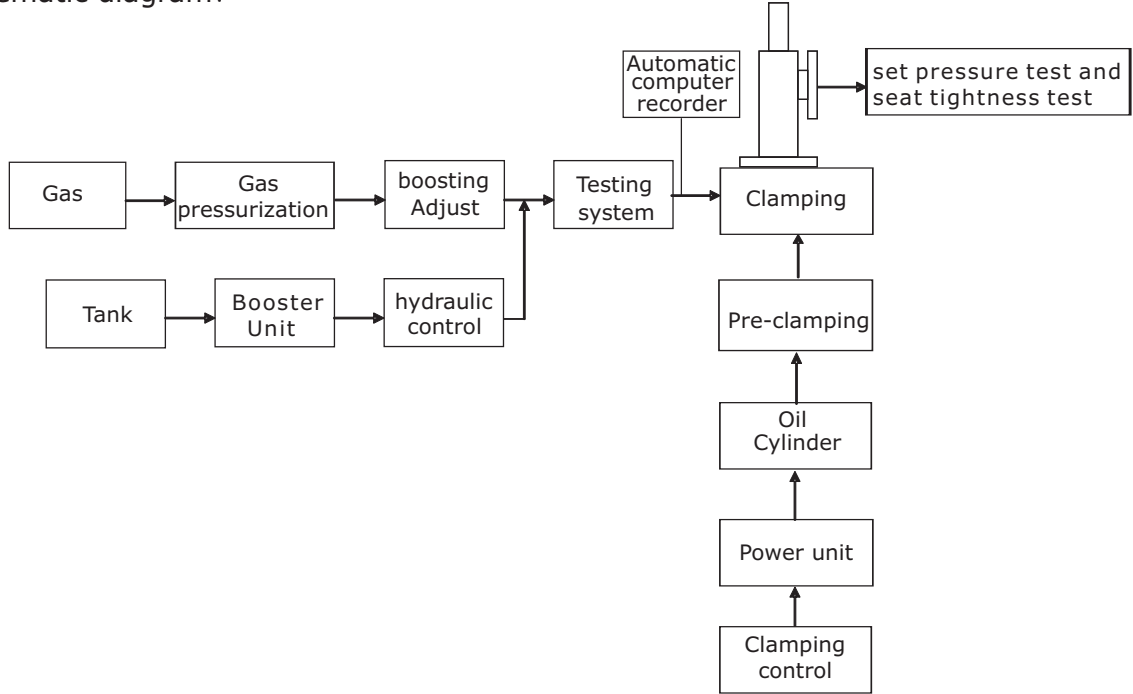 Automatic
computer
recorder
set pressure test and
seat tightness test
Gas
Gas
pressurization
boosting
Adjust
Testing
system
Clamping
Tank
Booster
Unit
hydraulic
control
Pre-clamping
Oil
Cylinder
Power unit
Clamping
control